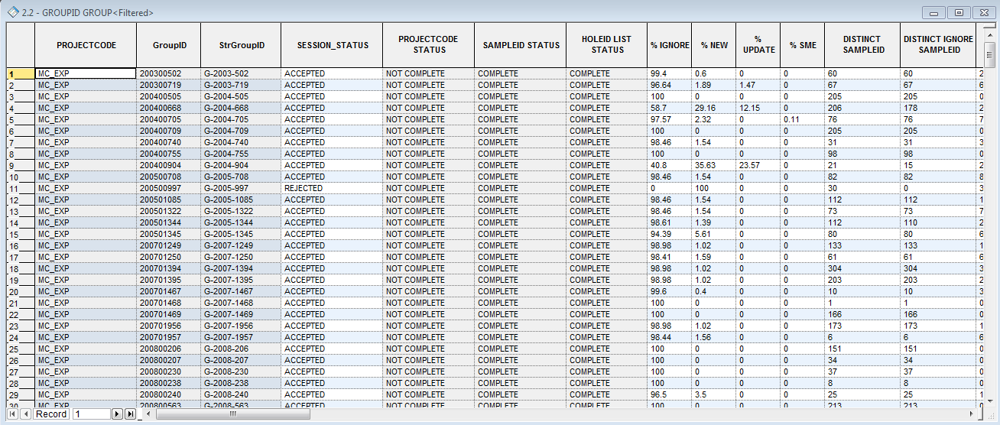 2.2 - GROUPID GROUP<Filtered>
PROJECTCODE GroupID StrGroupID SESSION_STATUS PROJECTCODE STATUS SAMPLEID STATUS HOLEID LIST STATUS % IGNORE % NEW % UPDATE % SME DISTINCT SAMPLEID DISTINCT IGNORE SAMPLEID
1 MC_EXP 200300502 G-2003-502 ACCEPTED NOT COMPLETE COMPLETE COMPLETE 99.4 0.6 0 0 60 60 2
2 MC_EXP 200300719 G-2003-719 ACCEPTED NOT COMPLETE COMPLETE COMPLETE 96.64 1.89 1.47 0 67 67 6
3 MC_EXP 200400505 G-2004-505 ACCEPTED NOT COMPLETE COMPLETE COMPLETE 100 0 0 0 205 205 0
4 MC_EXP 200400668 G-2004-668 ACCEPTED NOT COMPLETE COMPLETE COMPLETE 58.7 29.16 12.15 0 206 178 2
5 MC_EXP 200400705 G-2004-705 ACCEPTED NOT COMPLETE COMPLETE COMPLETE 97.57 2.32 0 0.11 76 76 7
6 MC_EXP 200400709 G-2004-709 ACCEPTED NOT COMPLETE COMPLETE COMPLETE 100 0 0 0 205 205 0
7 MC_EXP 200400740 G-2004-740 ACCEPTED NOT COMPLETE COMPLETE COMPLETE 98.46 1.54 0 0 31 31 3
8 MC_EXP 200400755 G-2004-755 ACCEPTED NOT COMPLETE COMPLETE COMPLETE 100 0 0 0 98 98 0
9 MC_EXP 200400904 G-2004-904 ACCEPTED NOT COMPLETE COMPLETE COMPLETE 40.8 35.63 23.57 0 21 15 2
10 MC_EXP 200500708 G-2005-708 ACCEPTED NOT COMPLETE COMPLETE COMPLETE 98.46 1.54 0 0 82 82 8
11 MC_EXP 200500997 G-2005-997 REJECTED NOT COMPLETE COMPLETE COMPLETE 0 100 0 0 30 0 3
12 MC_EXP 200501085 G-2005-1085 ACCEPTED NOT COMPLETE COMPLETE COMPLETE 98.46 1.54 0 0 112 112 1
13 MC_EXP 200501322 G-2005-1322 ACCEPTED NOT COMPLETE COMPLETE COMPLETE 98.46 1.54 0 0 73 73 7
14 MC_EXP 200501344 G-2005-1344 ACCEPTED NOT COMPLETE COMPLETE COMPLETE 98.61 1.39 0 0 112 110 2
15 MC_EXP 200501345 G-2005-1345 ACCEPTED NOT COMPLETE COMPLETE COMPLETE 94.39 5.61 0 0 80 80 6
16 MC_EXP 200701249 G-2007-1249 ACCEPTED NOT COMPLETE COMPLETE COMPLETE 98.98 1.02 0 0 133 133 1
17 MC_EXP 200701250 G-2007-1250 ACCEPTED NOT COMPLETE COMPLETE COMPLETE 98.41 1.59 0 0 61 61 6
18 MC_EXP 200701394 G-2007-1394 ACCEPTED NOT COMPLETE COMPLETE COMPLETE 98.98 1.02 0 0 304 304 3
19 MC_EXP 200701395 G-2007-1395 ACCEPTED NOT COMPLETE COMPLETE COMPLETE 98.98 1.02 0 0 203 203 2
20 MC_EXP 200701467 G-2007-1467 ACCEPTED NOT COMPLETE COMPLETE COMPLETE 99.6 0.4 0 0 10 10 3
21 MC_EXP 200701468 G-2007-1468 ACCEPTED NOT COMPLETE COMPLETE COMPLETE 100 0 0 0 1 1 0
22 MC_EXP 200701469 G-2007-1469 ACCEPTED NOT COMPLETE COMPLETE COMPLETE 100 0 0 0 166 166 0
23 MC_EXP 200701956 G-2007-1956 ACCEPTED NOT COMPLETE COMPLETE COMPLETE 98.98 1.02 0 0 173 173 1
24 MC_EXP 200701957 G-2007-1957 ACCEPTED NOT COMPLETE COMPLETE COMPLETE 98.44 1.56 0 0 6 6 6
25 MC_EXP 200800206 G-2008-206 ACCEPTED NOT COMPLETE COMPLETE COMPLETE 100 0 0 0 151 151 0
26 MC_EXP 200800207 G-2008-207 ACCEPTED NOT COMPLETE COMPLETE COMPLETE 100 0 0 0 34 34 0
27 MC_EXP 200800230 G-2008-230 ACCEPTED NOT COMPLETE COMPLETE COMPLETE 100 0 0 0 37 37 0
28 MC_EXP 200800238 G-2008-238 ACCEPTED NOT COMPLETE COMPLETE COMPLETE 100 0 0 0 8 8 0
29 MC_EXP 200800240 G-2008-240 ACCEPTED NOT COMPLETE COMPLETE COMPLETE 96.5 3.5 0 0 25 25 1
30 MC_EXP 200800563 G-2008-563 ACCEPTED NOT COMPLETE COMPLETE COMPLETE 100 0 0 0 213 213 0
Record 1